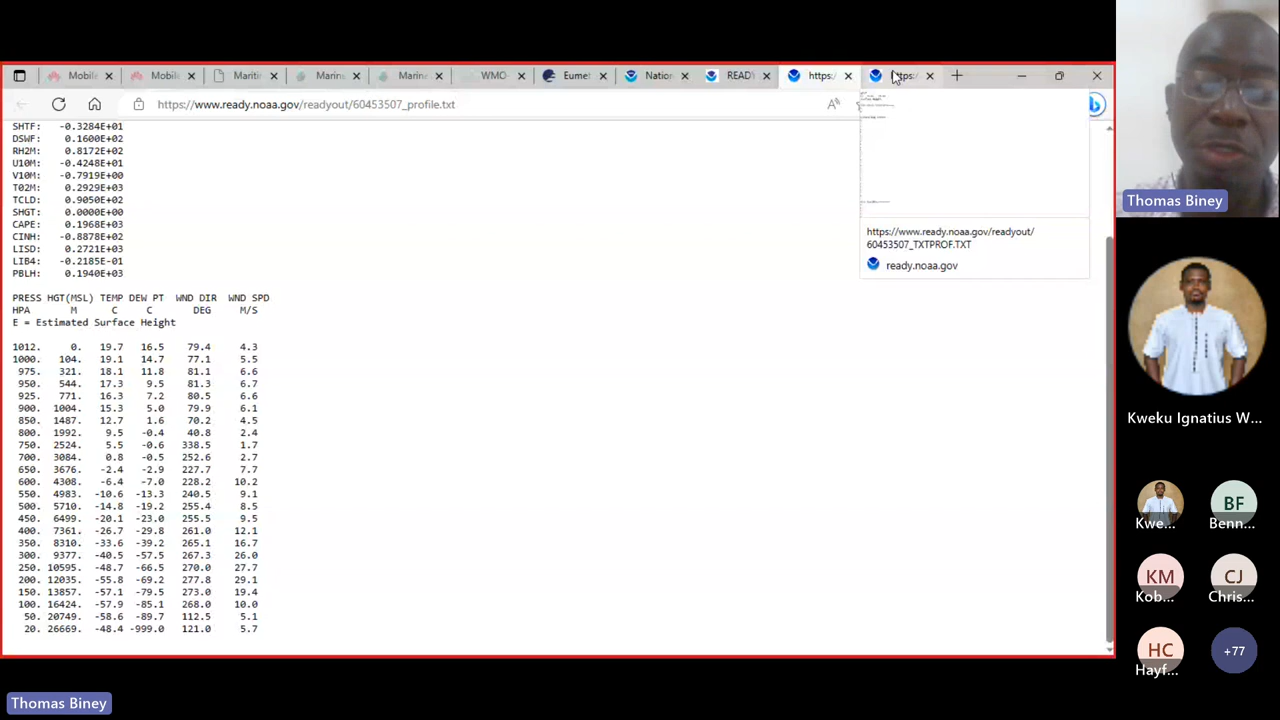 Mobile
Mobile
Maritin
Marine
Marine
WMO-
Eumet
Nation
READY
https:/
https:/
https://www.ready.noaa.gov/readyout/60453507_profile.txt
SHTF: -0.3284E+01
DSWF: 0.1600E+02
RH2M: 0.8172E+02
U10M: -0.4248E+01
V10M: -0.7919E+00
T02M: 0.2929E+03
TCLD: 0.9050E+02
SHGT: 0.0000E+00
CAPE: 0.1968E+03
CINH: -0.8878E+02
LISD: 0.2721E+03
LIB4: -0.2185E-01
PBLH: 0.1940E+03
PRESS HGT(MSL) TEMP DEW PT WND DIR WND SPD
HPA M C C DEG M/S
E = Estimated Surface Height
1012. 0. 19.7 16.5 79.4 4.3
1000. 104. 19.1 14.7 77.1 5.5
975. 321. 18.1 11.8 81.1 6.6
950. 544. 17.3 9.5 81.3 6.7
925. 771. 16.3 7.2 80.5 6.6
900. 1004. 15.3 5.0 79.9 6.1
850. 1487. 12.7 1.6 70.2 4.5
800. 1992. 9.5 -0.4 40.8 2.4
750. 2524. 5.5 -0.6 338.5 1.7
700. 3084. 0.8 -0.5 252.6 2.7
650. 3676. -2.4 -2.9 227.7 7.7
600. 4308. -6.4 -7.0 228.2 10.2
550. 4983. -10.6 -13.3 240.5 9.1
500. 5710. -14.8 -19.2 255.4 8.5
450. 6499. -20.1 -23.0 255.5 9.5
400. 7361. -26.7 -29.8 261.0 12.1
350. 8310. -33.6 -39.2 265.1 16.7
300. 9377. -40.5 -57.5 267.3 26.0
250. 10595. -48.7 -66.5 270.0 27.7
200. 12035. -55.8 -69.2 277.8 29.1
150. 13857. -57.1 -79.5 273.0 19.4
100. 16424. -57.9 -85.1 268.0 10.0
50. 20749. -58.6 -89.7 112.5 5.1
20. 26669. -48.4 -999.0 121.0 5.7
https://www.ready.noaa.gov/readyout/
60453507_TXTPROF.TXT
ready.noaa.gov
Thomas Biney
Kweku Ignatius W...
Kwe...
BF
Benn...
KM
Kob...
CJ
Chris...
HC
Hayf...
+77
Thomas Biney